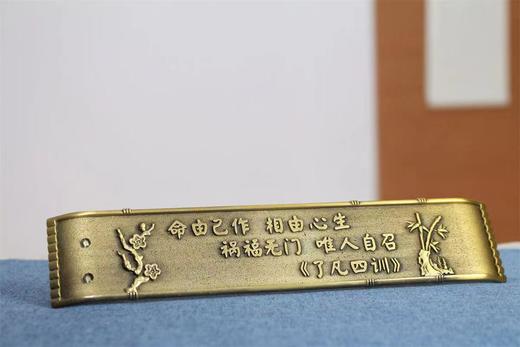 命由己作 相由心生
祸福无门 唯人自召
《了凡四训》